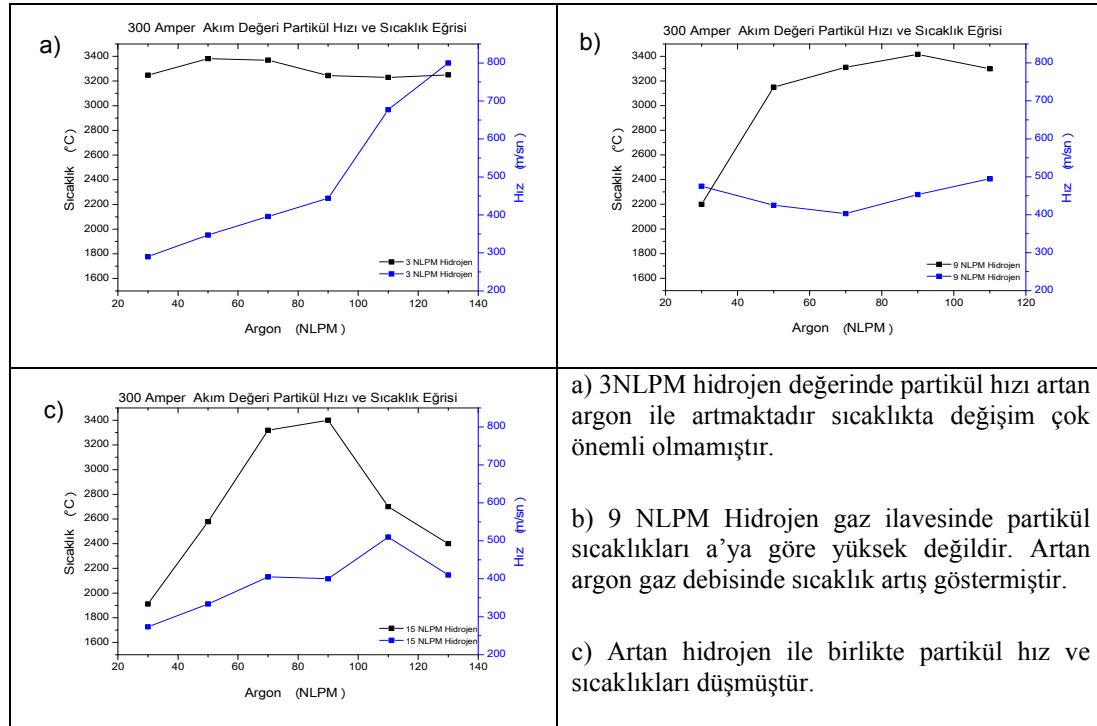 a)
300 Amper Akım Değeri Partikül Hızı ve Sıcaklık Eğrisi
3400
3200
3000
2800
2600
2400
2200
2000
1800
1600
Sıcaklık (°C)
800
700
600
500
400
300
200
Hız (m/sn)
3 NLPM Hidrojen
3 NLPM Hidrojen
20 40 60 80 100 120 140
Argon (NLPM)
b)
300 Amper Akım Değeri Partikül Hızı ve Sıcaklık Eğrisi
3400
3200
3000
2800
2600
2400
2200
2000
1800
1600
Sıcaklık (°C)
800
700
600
500
400
300
200
Hız (m/sn)
9 NLPM Hidrojen
9 NLPM Hidrojen
20 40 60 80 100 120
Argon (NLPM)
c)
300 Amper Akım Değeri Partikül Hızı ve Sıcaklık Eğrisi
3400
3200
3000
2800
2600
2400
2200
2000
1800
1600
Sıcaklık (°C)
800
700
600
500
400
300
200
Hız (m/sn)
15 NLPM Hidrojen
15 NLPM Hidrojen
20 40 60 80 100 120 140
Argon (NLPM)
a) 3NLPM hidrojen değerinde partikül hızı artan
argon ile artmaktadır sıcaklıkta değişim çok
önemli olmamıştır.
b) 9 NLPM Hidrojen gaz ilavesinde partikül
sıcaklıkları a’ya göre yüksek değildir. Artan
argon gaz debisinde sıcaklık artış göstermiştir.
c) Artan hidrojen ile birlikte partikül hız ve
sıcaklıkları düşmüştür.